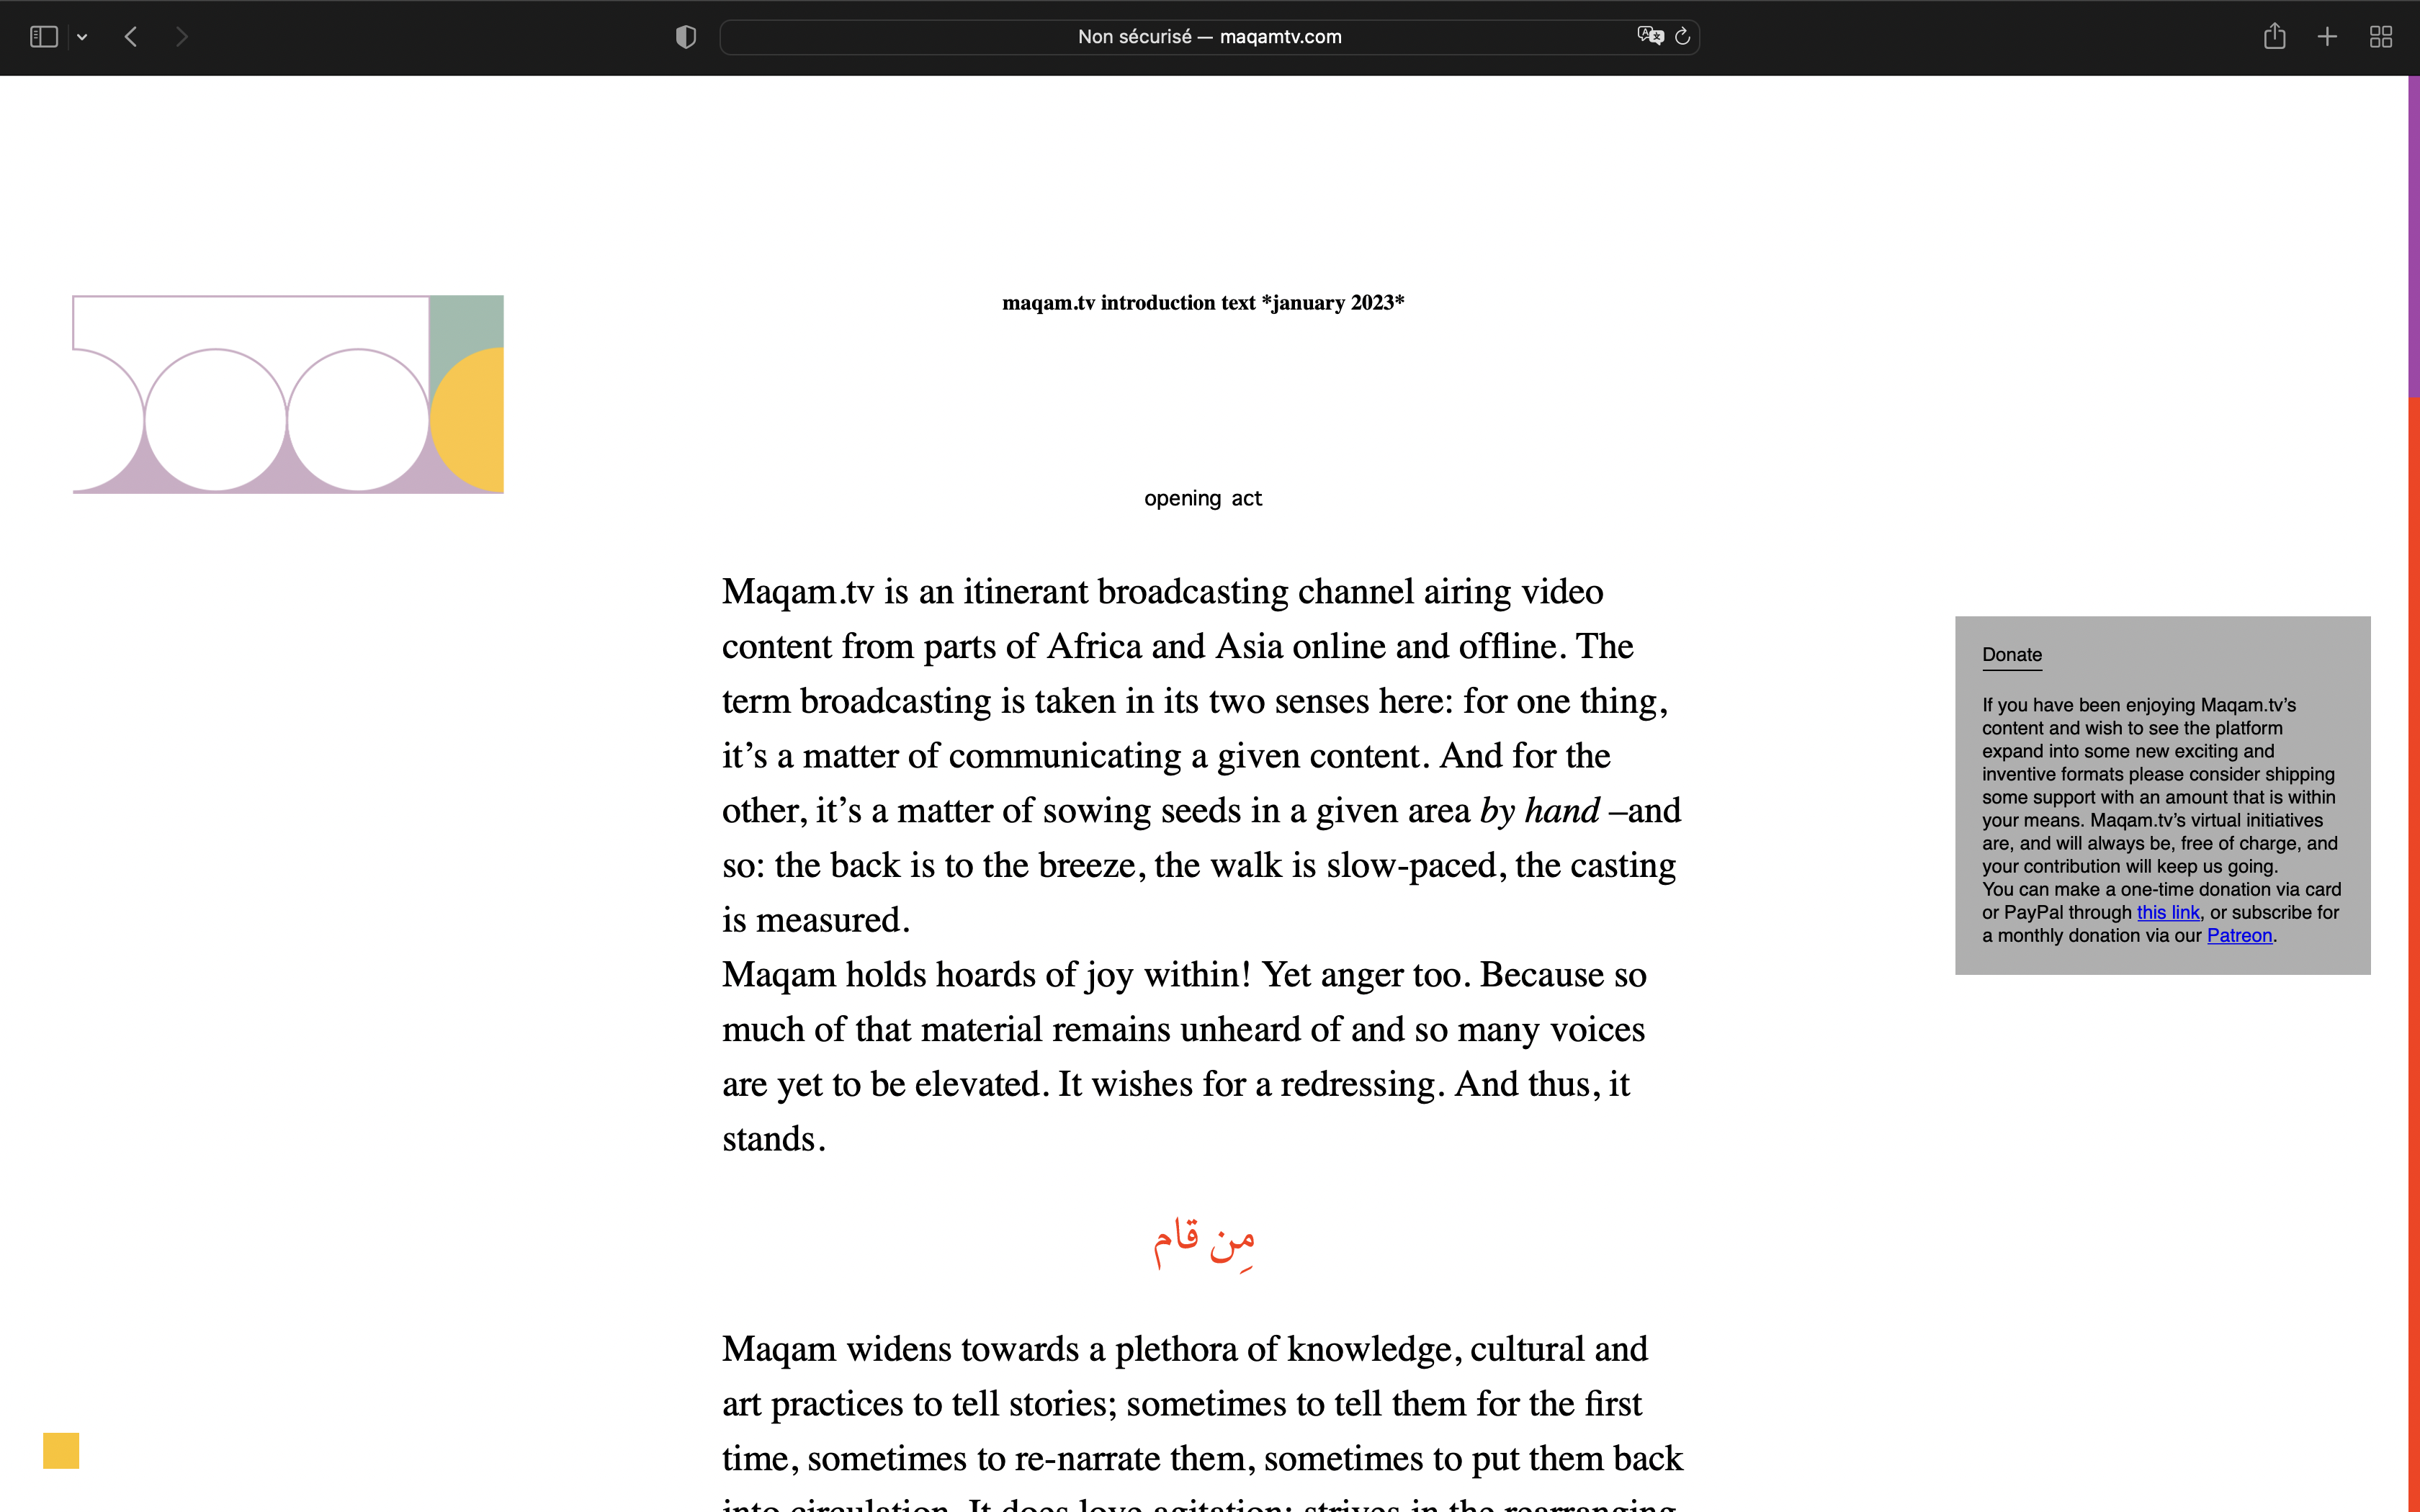 Non sécurisé — maqamtv.com
maqam.tv introduction text *january 2023*
opening act
Maqam.tv is an itinerant broadcasting channel airing video
content from parts of Africa and Asia online and offline. The
term broadcasting is taken in its two senses here: for one thing,
it’s a matter of communicating a given content. And for the
other, it’s a matter of sowing seeds in a given area by hand –and
so: the back is to the breeze, the walk is slow-paced, the casting
is measured.
Maqam holds hoards of joy within! Yet anger too. Because so
much of that material remains unheard of and so many voices
are yet to be elevated. It wishes for a redressing. And thus, it
stands.
مِن قام
Maqam widens towards a plethora of knowledge, cultural and
art practices to tell stories; sometimes to tell them for the first
time, sometimes to re-narrate them, sometimes to put them back
into circulation. It does love agitation; strives in the rearranging
Donate
If you have been enjoying Maqam.tv’s
content and wish to see the platform
expand into some new exciting and
inventive formats please consider shipping
some support with an amount that is within
your means. Maqam.tv’s virtual initiatives
are, and will always be, free of charge, and
your contribution will keep us going.
You can make a one-time donation via card
or PayPal through this link, or subscribe for
a monthly donation via our Patreon.